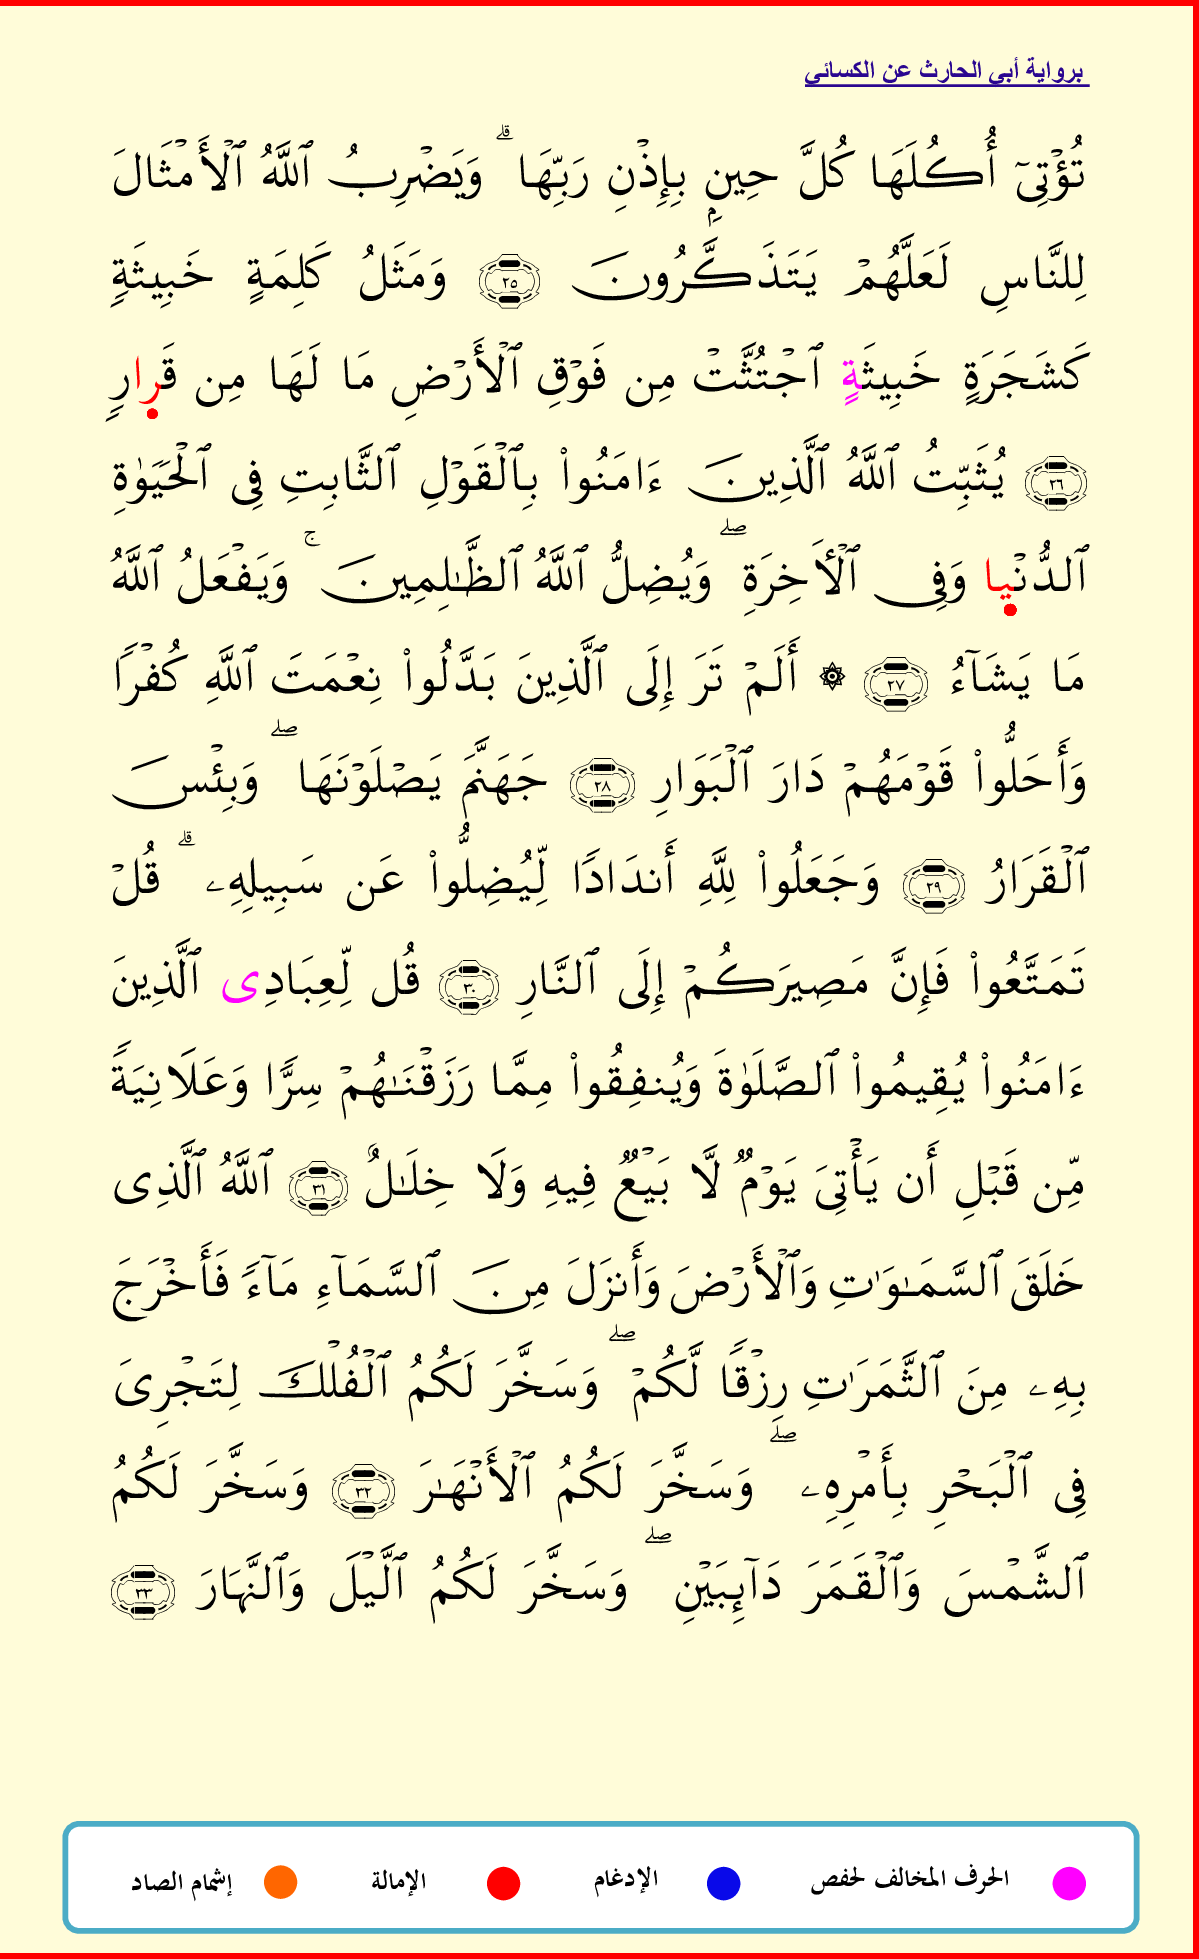 برواية أبي الحارث عن الكسائي
تُؤْتِىٓ أُكُلَهَا كُلَّ حِينٍۭ بِإِذْنِ رَبِّهَا ۗ وَيَضْرِبُ ٱللَّهُ ٱلْأَمْثَالَ
لِلنَّاسِ لَعَلَّهُمْ يَتَذَكَّرُونَ ٢٥ وَمَثَلُ كَلِمَةٍ خَبِيثَةٍ
كَشَجَرَةٍ خَبِيثَةٍ ٱجْتُثَّتْ مِن فَوْقِ ٱلْأَرْضِ مَا لَهَا مِن قَرارٍ
٢٦ يُثَبِّتُ ٱللَّهُ ٱلَّذِينَ ءَامَنُوا۟ بِٱلْقَوْلِ ٱلثَّابِتِ فِى ٱلْحَيَوٰةِ
ٱلدُّنْيا وَفِى ٱلْأَخِرَةِ ۖ وَيُضِلُّ ٱللَّهُ ٱلظَّـٰلِمِينَ ۚ وَيَفْعَلُ ٱللَّهُ
مَا يَشَآءُ ٢٧ ۞ أَلَمْ تَرَ إِلَى ٱلَّذِينَ بَدَّلُوا۟ نِعْمَتَ ٱللَّهِ كُفْرًا
وَأَحَلُّوا۟ قَوْمَهُمْ دَارَ ٱلْبَوَارِ ٢٨ جَهَنَّمَ يَصْلَوْنَهَا ۖ وَبِئْسَ
ٱلْقَرَارُ ٢٩ وَجَعَلُوا۟ لِلَّهِ أَندَادًا لِّيُضِلُّوا۟ عَن سَبِيلِهِۦ ۗ قُلْ
تَمَتَّعُوا۟ فَإِنَّ مَصِيرَكُمْ إِلَى ٱلنَّارِ ٣٠ قُل لِّعِبَادِى ٱلَّذِينَ
ءَامَنُوا۟ يُقِيمُوا۟ ٱلصَّلَوٰةَ وَيُنفِقُوا۟ مِمَّا رَزَقْنَـٰهُمْ سِرًّا وَعَلَانِيَةً
مِّن قَبْلِ أَن يَأْتِىَ يَوْمٌ لَّا بَيْعٌ فِيهِ وَلَا خِلَـٰلٌ ٣١ ٱللَّهُ ٱلَّذِى
خَلَقَ ٱلسَّمَـٰوَٰتِ وَٱلْأَرْضَ وَأَنزَلَ مِنَ ٱلسَّمَآءِ مَآءً فَأَخْرَجَ
بِهِۦ مِنَ ٱلثَّمَرَٰتِ رِزْقًا لَّكُمْ ۖ وَسَخَّرَ لَكُمُ ٱلْفُلْكَ لِتَجْرِىَ
فِى ٱلْبَحْرِ بِأَمْرِهِۦ ۖ وَسَخَّرَ لَكُمُ ٱلْأَنْهَـٰرَ ٣٢ وَسَخَّرَ لَكُمُ
ٱلشَّمْسَ وَٱلْقَمَرَ دَآئِبَيْنِ ۖ وَسَخَّرَ لَكُمُ ٱلَّيْلَ وَٱلنَّهَارَ ٣٣
الحرف المخالف لحفص الإدغام الإمالة إشمام الصاد